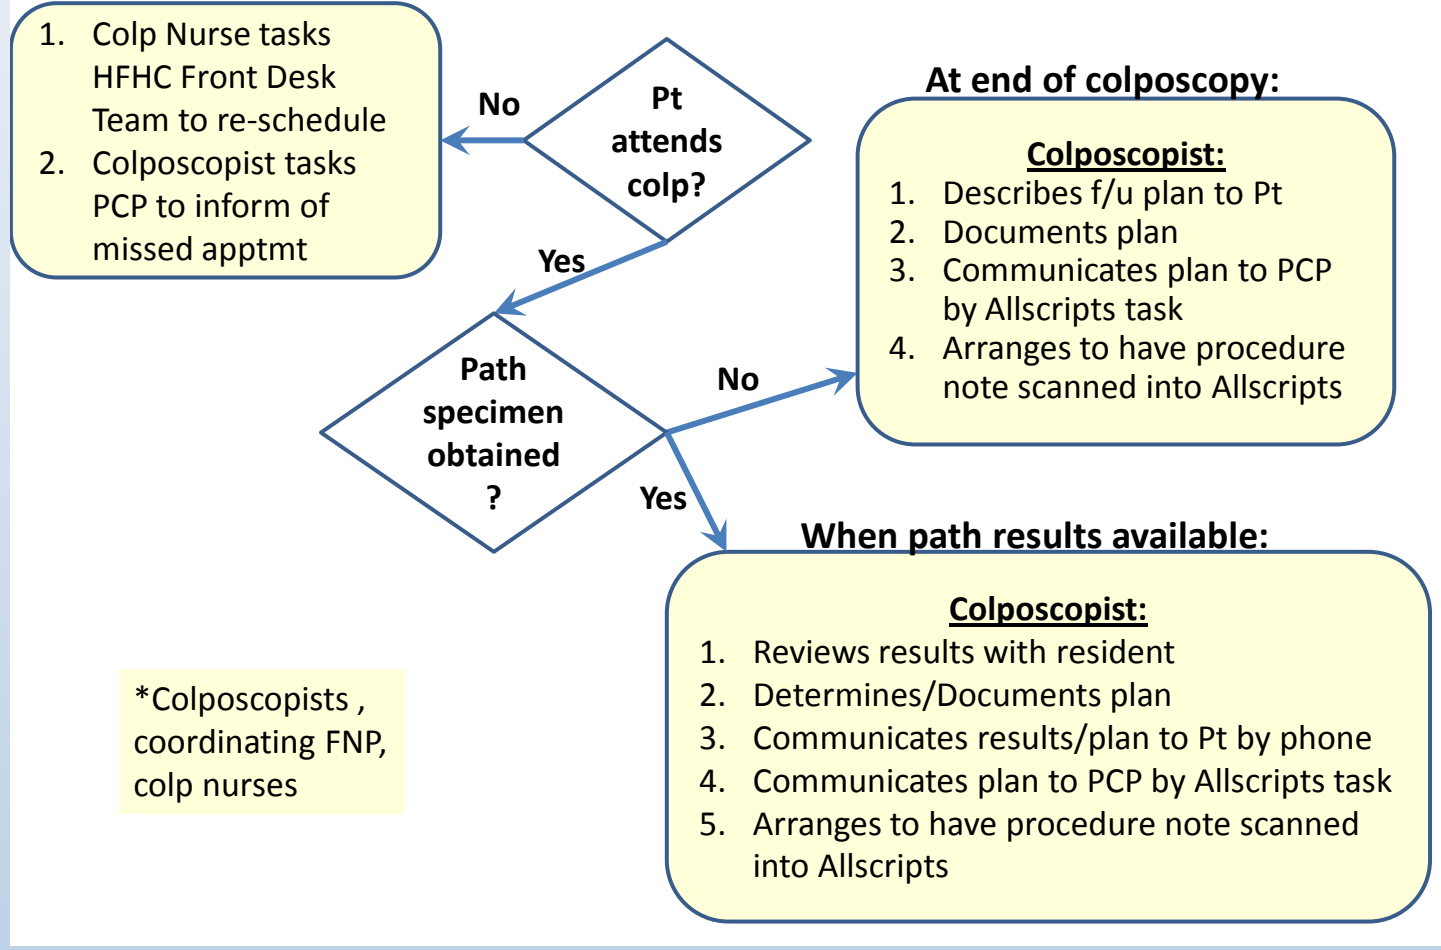 1. Colp Nurse tasks
HFHC Front Desk
Team to re-schedule
2. Colposcopist tasks
PCP to inform of
missed apptmt
No
Pt
attends
colp?
Yes
At end of colposcopy:
Colposcopist:
1. Describes f/u plan to Pt
2. Documents plan
3. Communicates plan to PCP
by Allscripts task
4. Arranges to have procedure
note scanned into Allscripts
Path
specimen
obtained
?
No
Yes
When path results available:
Colposcopist:
1. Reviews results with resident
2. Determines/Documents plan
3. Communicates results/plan to Pt by phone
4. Communicates plan to PCP by Allscripts task
5. Arranges to have procedure note scanned
into Allscripts
*Colposcopists ,
coordinating FNP,
colp nurses